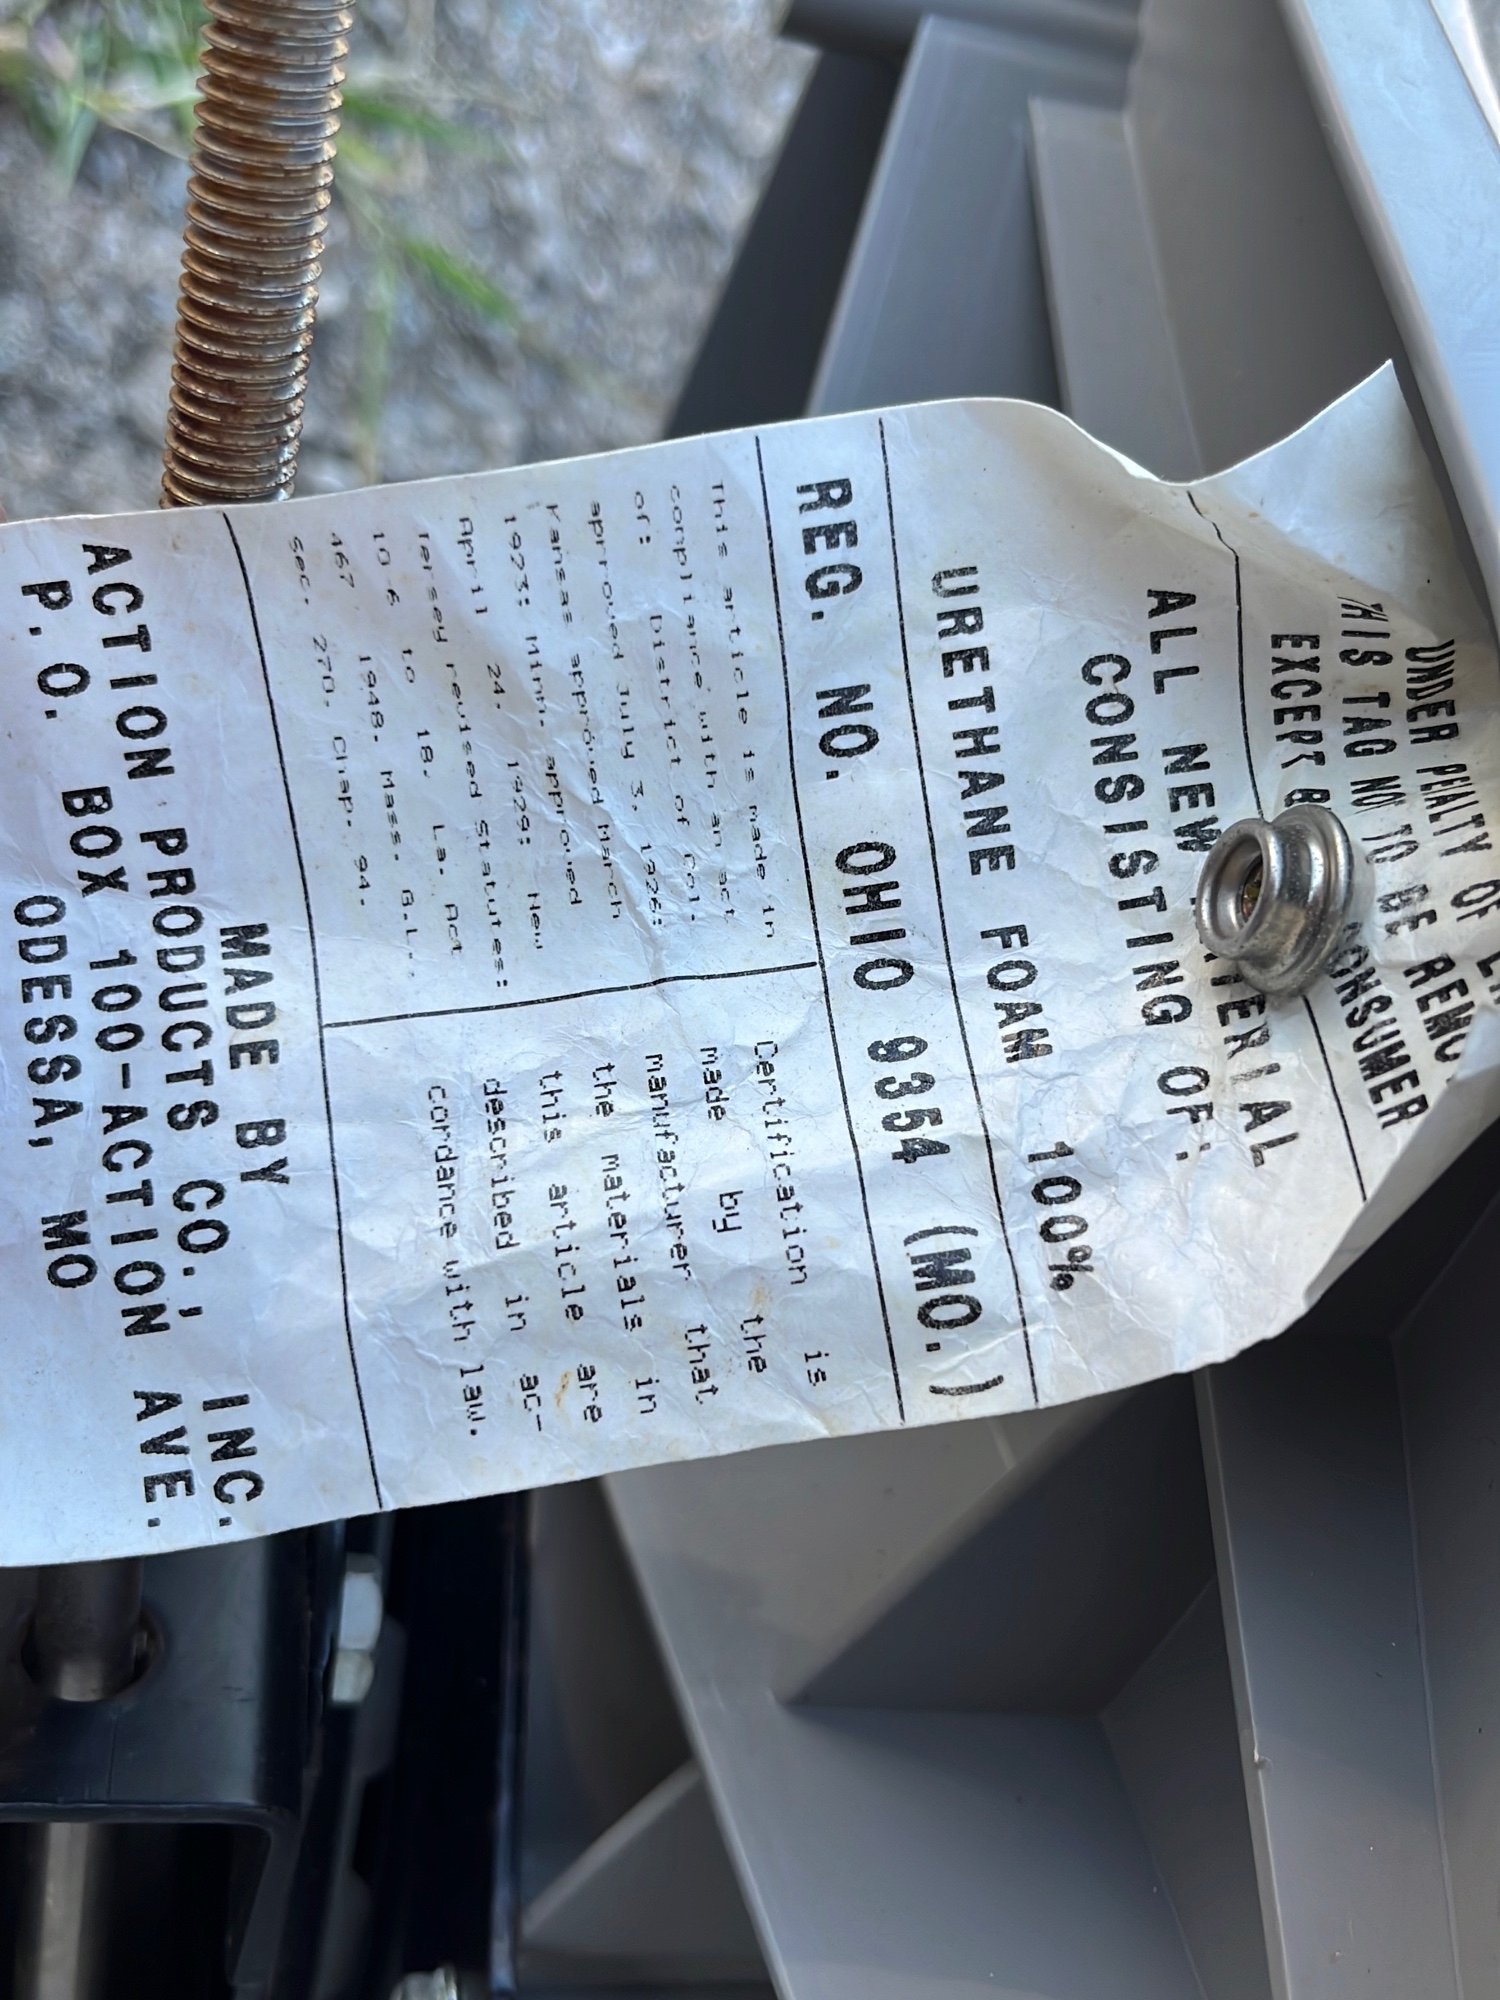 UNDER PEALTY OF
THIS TAG NOT TO BE REMO
EXCEPT B CONSUMER
ALL NEW TERIAL
CONSISTING OF:
URETHANE FOAM 100%
REG. NO. OHIO 9354 (MO.)
This article is made in
compliance with an act
of: District of Col.
approved July 3, 1926;
Kansas approved March
1923; Minn. approved
April 24, 1929; New
Jersey revised Statutes:
10-6 to 18. La. Act
467 1948. Mass. G.L..
Sec. 270. Chap. 94.
Certification is
made by the
manufacturer that
the materials in
this article are
described in ac-
cordance with law.
MADE BY
ACTION PRODUCTS CO., INC.
P.O. BOX 100-ACTION AVE.
ODESSA, MO